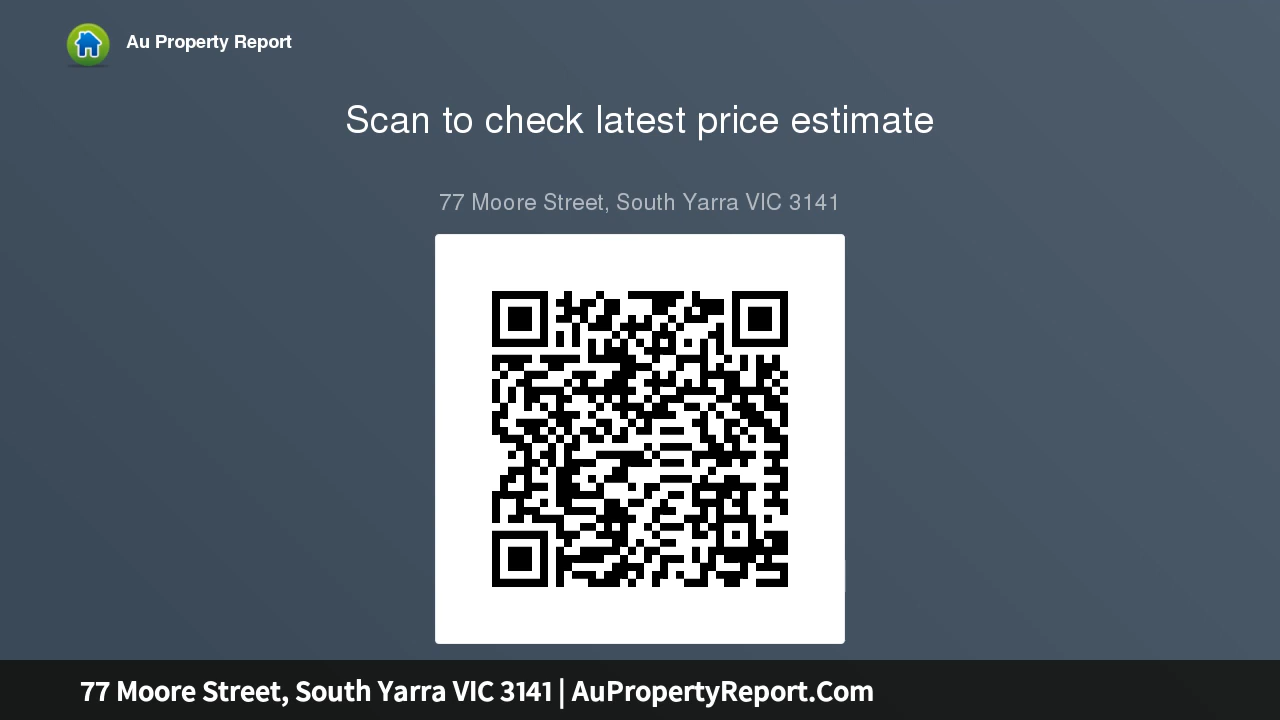 Au Property Report
Scan to check latest price estimate
77 Moore Street, South Yarra VIC 3141
77 Moore Street, South Yarra VIC 3141 | AuPropertyReport.Com